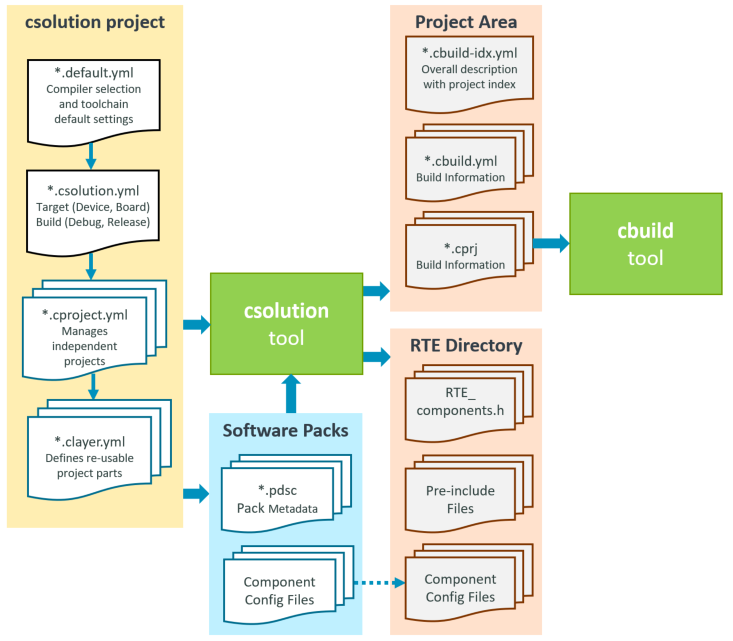 csolution project
*.default.yml
Compiler selection
and toolchain
default settings
*.csolution.yml
Target (Device, Board)
Build (Debug, Release)
*.cproject.yml
Manages
independent
projects
*.clayer.yml
Defines re-usable
project parts
csolution
tool
Software Packs
*.pdsc
Pack Metadata
Component
Config Files
Project Area
*.cbuild-idx.yml
Overall description
with project index
*.cbuild.yml
Build Information
*.cprj
Build Information
RTE Directory
RTE_
components.h
Pre-include
Files
Component
Config Files
cbuild
tool